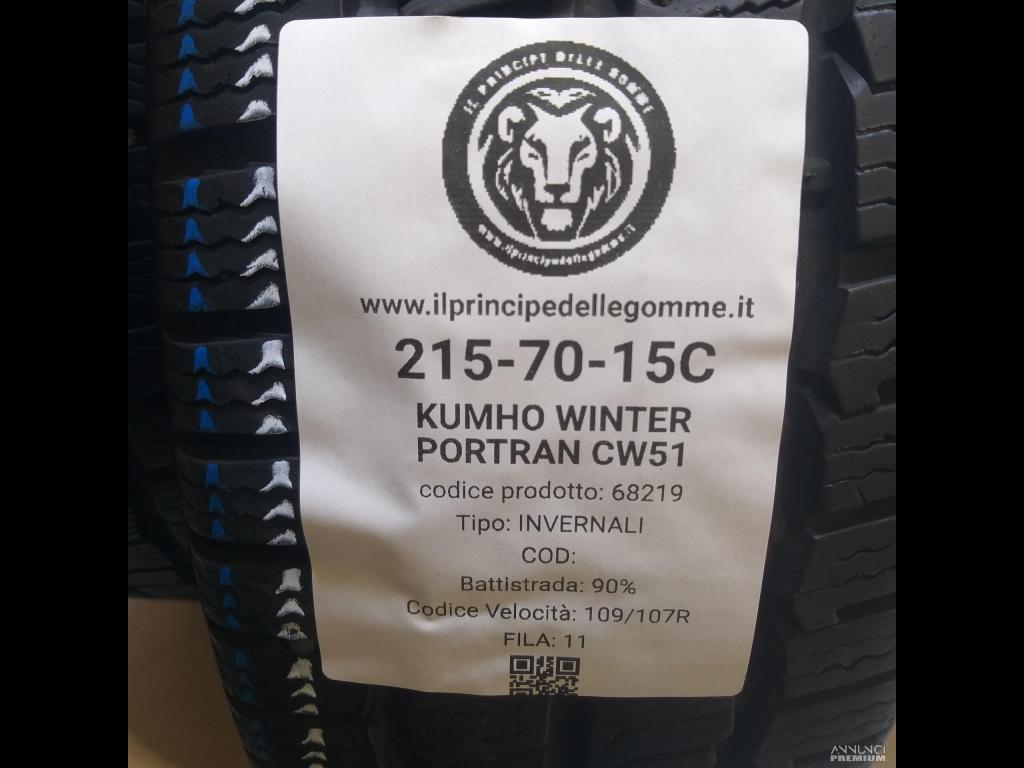 IL PRINCIPE DELLE GOMME
www.ilprincipedellegomme.it
www.ilprincipedellegomme.it
215-70-15C
KUMHO WINTER
PORTRAN CW51
codice prodotto: 68219
Tipo: INVERNALI
COD:
Battistrada: 90%
Codice Velocità: 109/107R
FILA: 11
ANNUNCI
PREMIUM